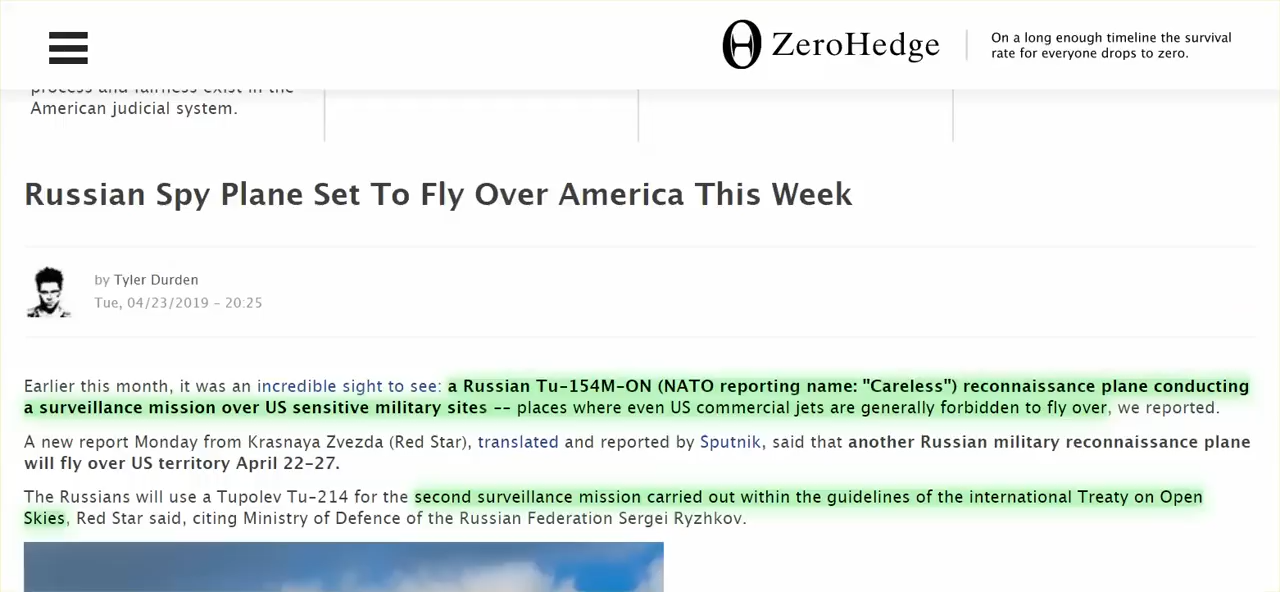 ZeroHedge
On a long enough timeline the survival
rate for everyone drops to zero.
process and fairness exist in the
American judicial system.
Russian Spy Plane Set To Fly Over America This Week
by Tyler Durden
Tue, 04/23/2019 - 20:25
Earlier this month, it was an incredible sight to see: a Russian Tu-154M-ON (NATO reporting name: "Careless") reconnaissance plane conducting
a surveillance mission over US sensitive military sites -- places where even US commercial jets are generally forbidden to fly over, we reported.
A new report Monday from Krasnaya Zvezda (Red Star), translated and reported by Sputnik, said that another Russian military reconnaissance plane
will fly over US territory April 22-27.
The Russians will use a Tupolev Tu-214 for the second surveillance mission carried out within the guidelines of the international Treaty on Open
Skies, Red Star said, citing Ministry of Defence of the Russian Federation Sergei Ryzhkov.